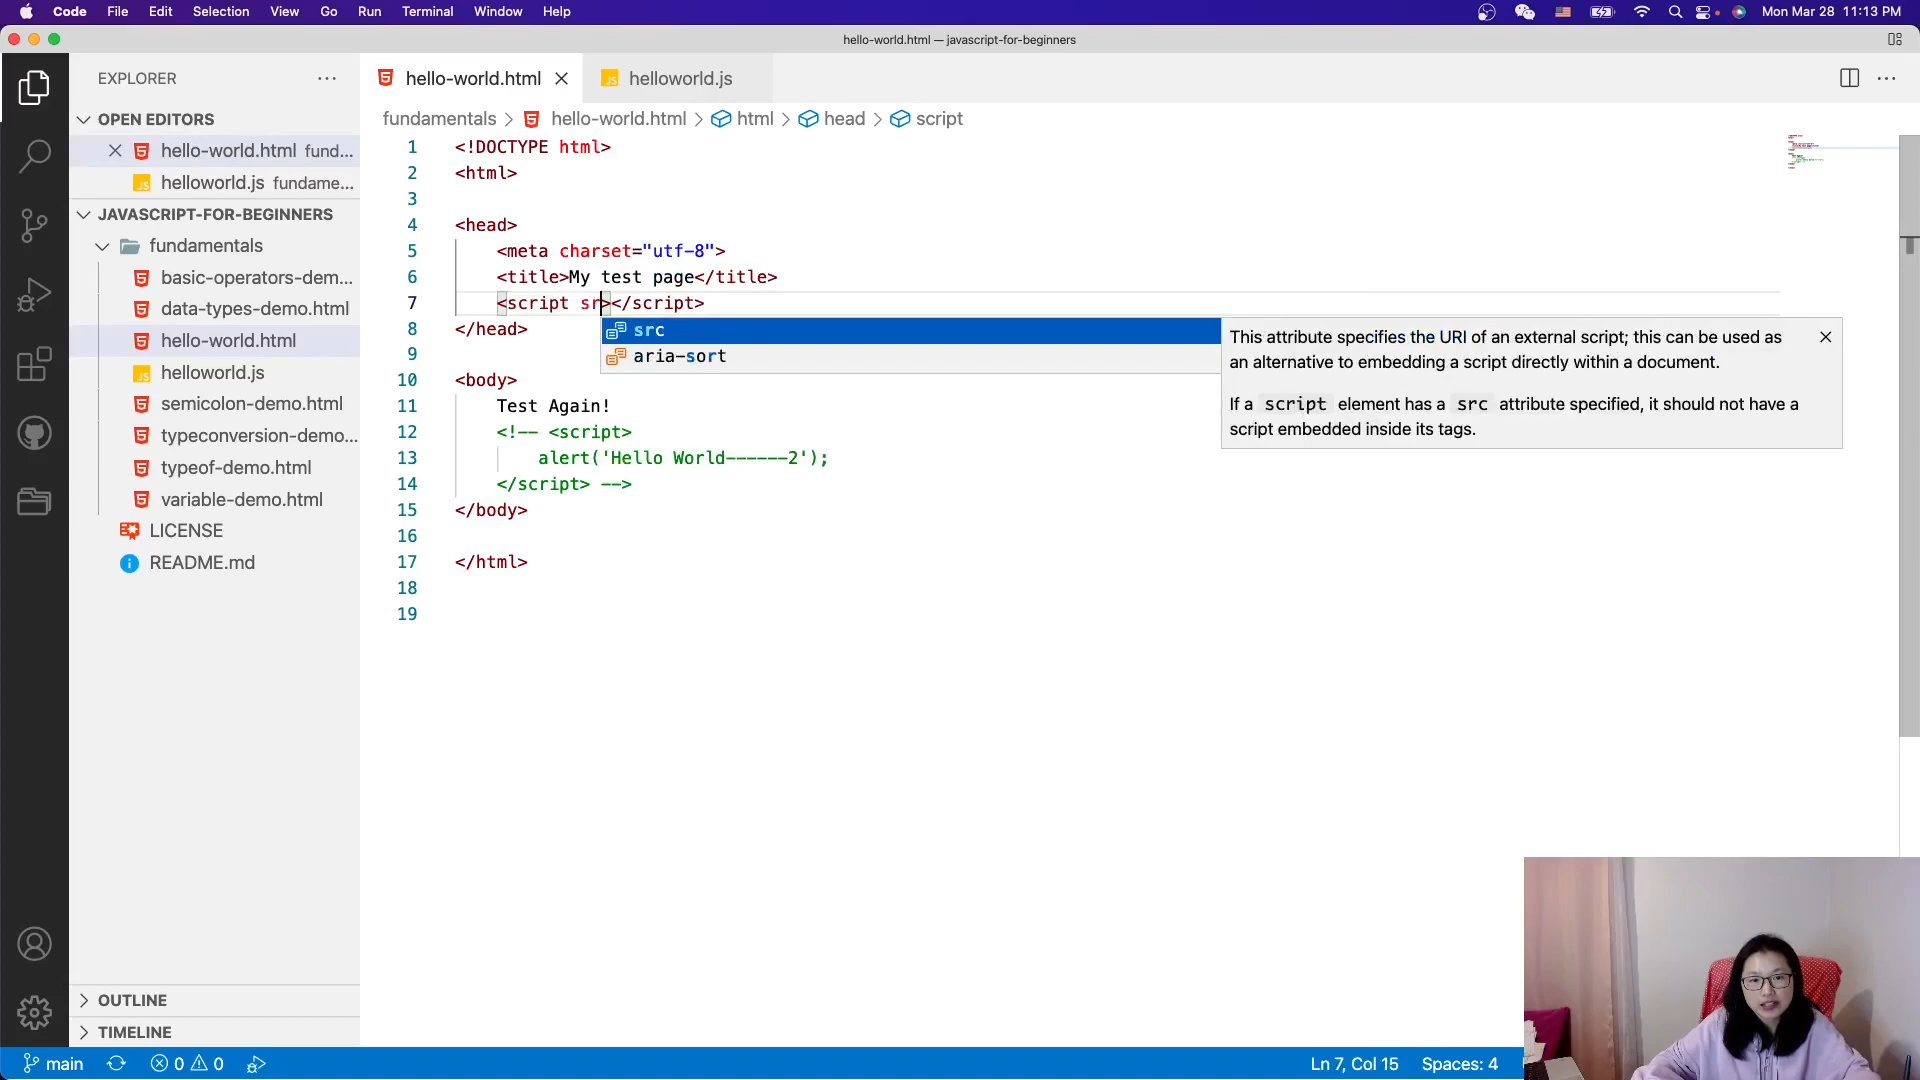 Code File Edit Selection View Go Run Terminal Window Help Mon Mar 28 11:13 PM
hello-world.html — javascript-for-beginners
EXPLORER
OPEN EDITORS
hello-world.html fund...
helloworld.js fundame...
JAVASCRIPT-FOR-BEGINNERS
fundamentals
basic-operators-dem...
data-types-demo.html
hello-world.html
helloworld.js
semicolon-demo.html
typeconversion-demo...
typeof-demo.html
variable-demo.html
LICENSE
README.md
OUTLINE
TIMELINE
hello-world.html helloworld.js
fundamentals > hello-world.html > html > head > script
1 <!DOCTYPE html>
2 <html>
3
4 <head>
5 <meta charset="utf-8">
6 <title>My test page</title>
7 <script sr></script>
8 </head>
9
10 <body>
11 Test Again!
12 <!-- <script>
13 alert('Hello World------2');
14 </script> -->
15 </body>
16
17 </html>
18
19
src
aria-sort
This attribute specifies the URI of an external script; this can be used as
an alternative to embedding a script directly within a document.
If a script element has a src attribute specified, it should not have a
script embedded inside its tags.
main 0 0 Ln 7, Col 15 Spaces: 4